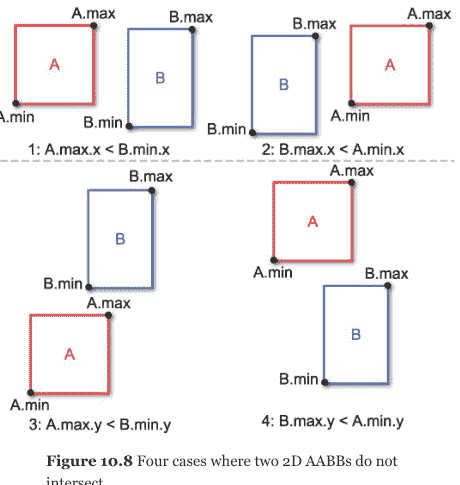 A.max
B.max
A
B
A.min
B.min
1: A.max.x < B.min.x
B.max
A.max
B
A
B.min
A.min
2: B.max.x < A.min.x
B.max
B
B.min
A.max
A
A.min
3: A.max.y < B.min.y
A.max
A
A.min
B.max
B
B.min
4: B.max.y < A.min.y
Figure 10.8 Four cases where two 2D AABBs do not
intersect